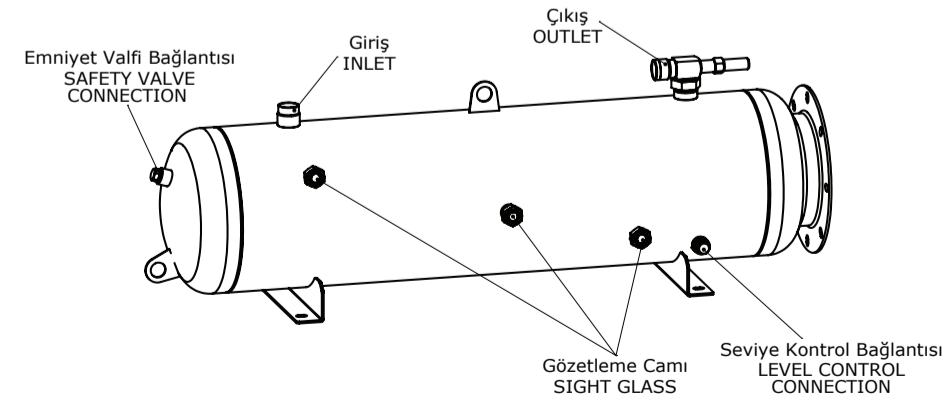 Çıkış
OUTLET
Giriş
INLET
Emniyet Valfi Bağlantısı
SAFETY VALVE
CONNECTION
Gözetleme Camı
SIGHT GLASS
Seviye Kontrol Bağlantısı
LEVEL CONTROL
CONNECTION